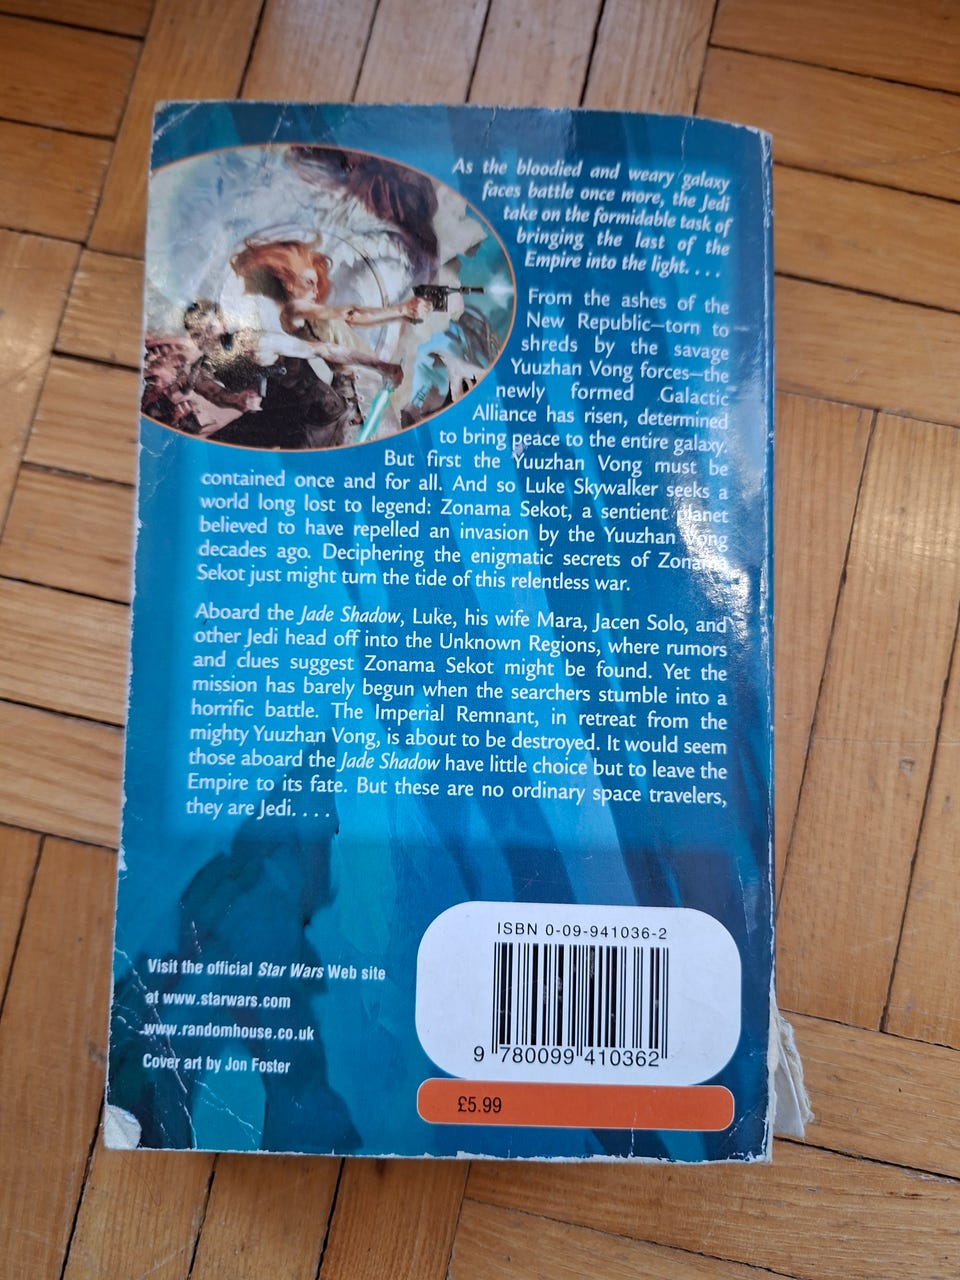 As the bloodied and weary galaxy
faces battle once more, the Jedi
take on the formidable task of
bringing the last of the
Empire into the light. . . .
From the ashes of the
New Republic—torn to
shreds by the savage
Yuuzhan Vong forces—the
newly formed Galactic
Alliance has risen, determined
to bring peace to the entire galaxy.
But first the Yuuzhan Vong must be
contained once and for all. And so Luke Skywalker seeks a
world long lost to legend: Zonama Sekot, a sentient planet
believed to have repelled an invasion by the Yuuzhan Vong
decades ago. Deciphering the enigmatic secrets of Zonama
Sekot just might turn the tide of this relentless war.
Aboard the Jade Shadow, Luke, his wife Mara, Jacen Solo, and
other Jedi head off into the Unknown Regions, where rumors
and clues suggest Zonama Sekot might be found. Yet the
mission has barely begun when the searchers stumble into a
horrific battle. The Imperial Remnant, in retreat from the
mighty Yuuzhan Vong, is about to be destroyed. It would seem
those aboard the Jade Shadow have little choice but to leave the
Empire to its fate. But these are no ordinary space travelers,
they are Jedi. . . .
Visit the official Star Wars Web site
at www.starwars.com
www.randomhouse.co.uk
Cover art by Jon Foster
ISBN 0-09-941036-2
9 780099 410362
£5.99